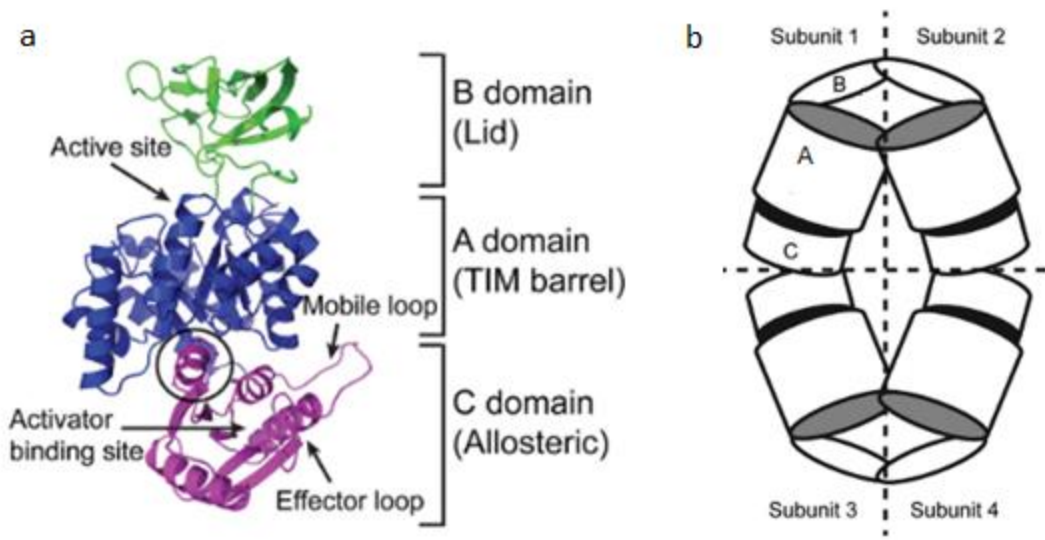 a
B domain
(Lid)
Active site
A domain
(TIM barrel)
Mobile loop
Activator
binding site
C domain
(Allosteric)
Effector loop
b
Subunit 1
Subunit 2
B
A
C
Subunit 3
Subunit 4